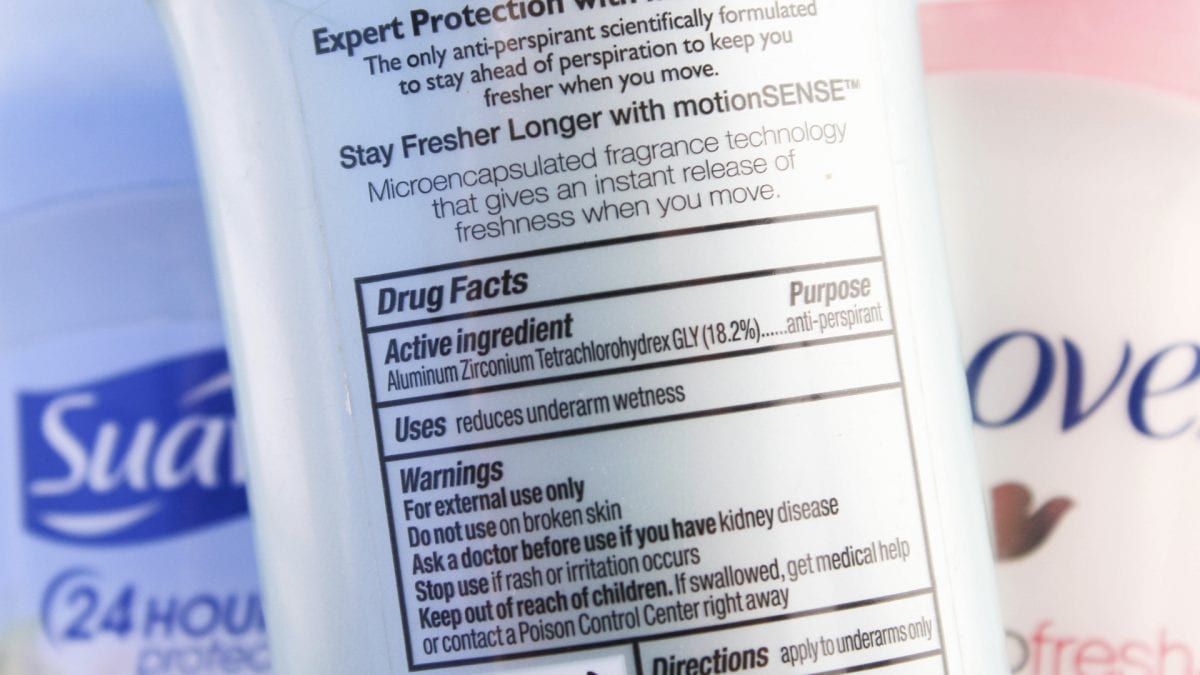 Expert Protection with
The only anti-perspirant scientifically formulated
to stay ahead of perspiration to keep you
fresher when you move.
Stay Fresher Longer with motionSENSE™
Microencapsulated fragrance technology
that gives an instant release of
freshness when you move.
Drug Facts
Active ingredient Purpose
Aluminum Zirconium Tetrachlorohydrex GLY (18.2%)......anti-perspirant
Uses reduces underarm wetness
Warnings
For external use only
Do not use on broken skin
Ask a doctor before use if you have kidney disease
Stop use if rash or irritation occurs
Keep out of reach of children. If swallowed, get medical help
or contact a Poison Control Center right away
Directions apply to underarms only
Sua
24 HOU
protec
ove
fresh